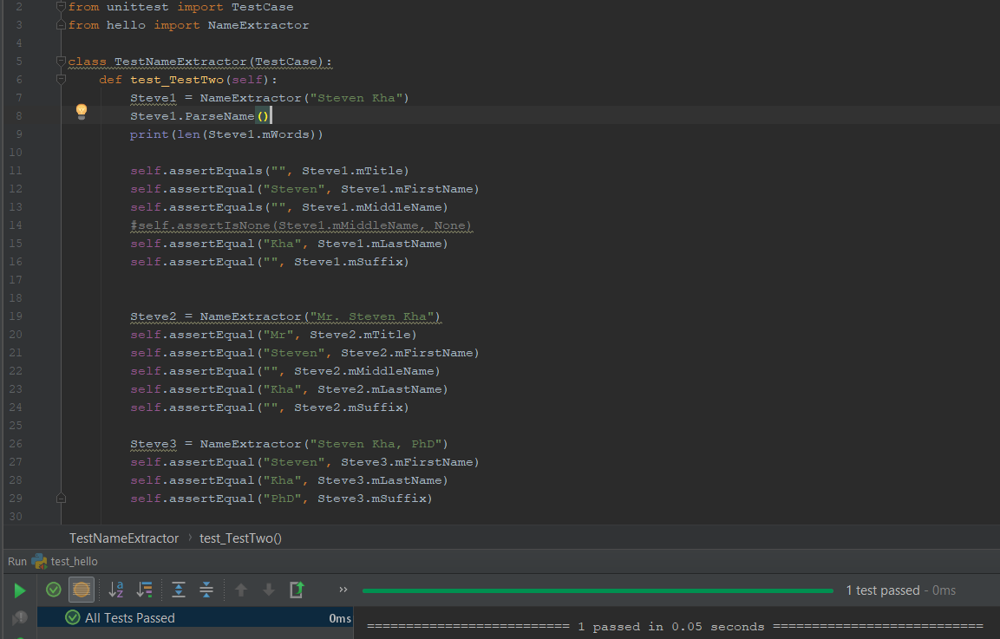 2 from unittest import TestCase
3 from hello import NameExtractor
4
5 class TestNameExtractor(TestCase):
6 def test_TestTwo(self):
7 Steve1 = NameExtractor("Steven Kha")
8 Steve1.ParseName()
9 print(len(Steve1.mWords))
10
11 self.assertEquals("", Steve1.mTitle)
12 self.assertEqual("Steven", Steve1.mFirstName)
13 self.assertEquals("", Steve1.mMiddleName)
14 #self.assertIsNone(Steve1.mMiddleName, None)
15 self.assertEqual("Kha", Steve1.mLastName)
16 self.assertEqual("", Steve1.mSuffix)
17
18
19 Steve2 = NameExtractor("Mr. Steven Kha")
20 self.assertEqual("Mr", Steve2.mTitle)
21 self.assertEqual("Steven", Steve2.mFirstName)
22 self.assertEqual("", Steve2.mMiddleName)
23 self.assertEqual("Kha", Steve2.mLastName)
24 self.assertEqual("", Steve2.mSuffix)
25
26 Steve3 = NameExtractor("Steven Kha, PhD")
27 self.assertEqual("Steven", Steve3.mFirstName)
28 self.assertEqual("Kha", Steve3.mLastName)
29 self.assertEqual("PhD", Steve3.mSuffix)
30
TestNameExtractor › test_TestTwo()
Run test_hello
» 1 test passed - 0ms
All Tests Passed 0ms
========================== 1 passed in 0.05 seconds ===========================